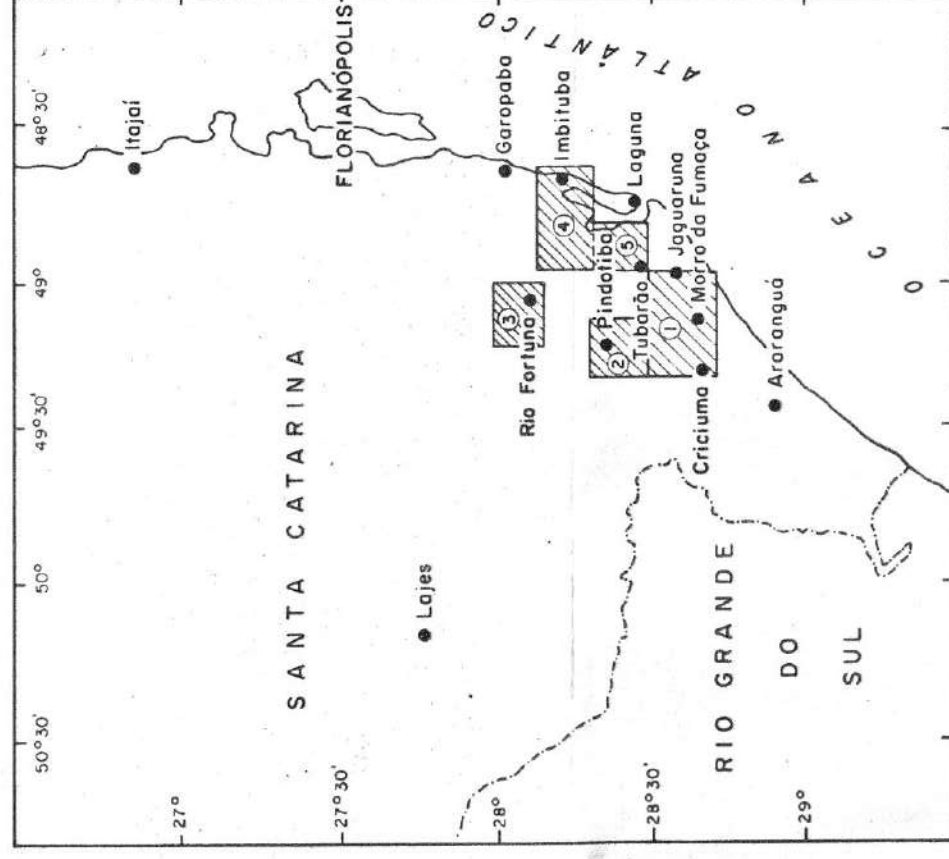 50°30'
50°
49°30'
49°
48°30'
27°
Itajaí
SANTA CATARINA
27°30'
FLORIANÓPOLIS
Lajes
28°
Garopaba
Rio Fortuna
3
4
Imbituba
2
Pindotiba
5
Laguna
28°30'
Tubarão
1
Jaguaruna
Criciuma
Morro da Fumaça
RIO GRANDE
DO
SUL
Araranguá
29°
OCEANO
ATLÁNTICO